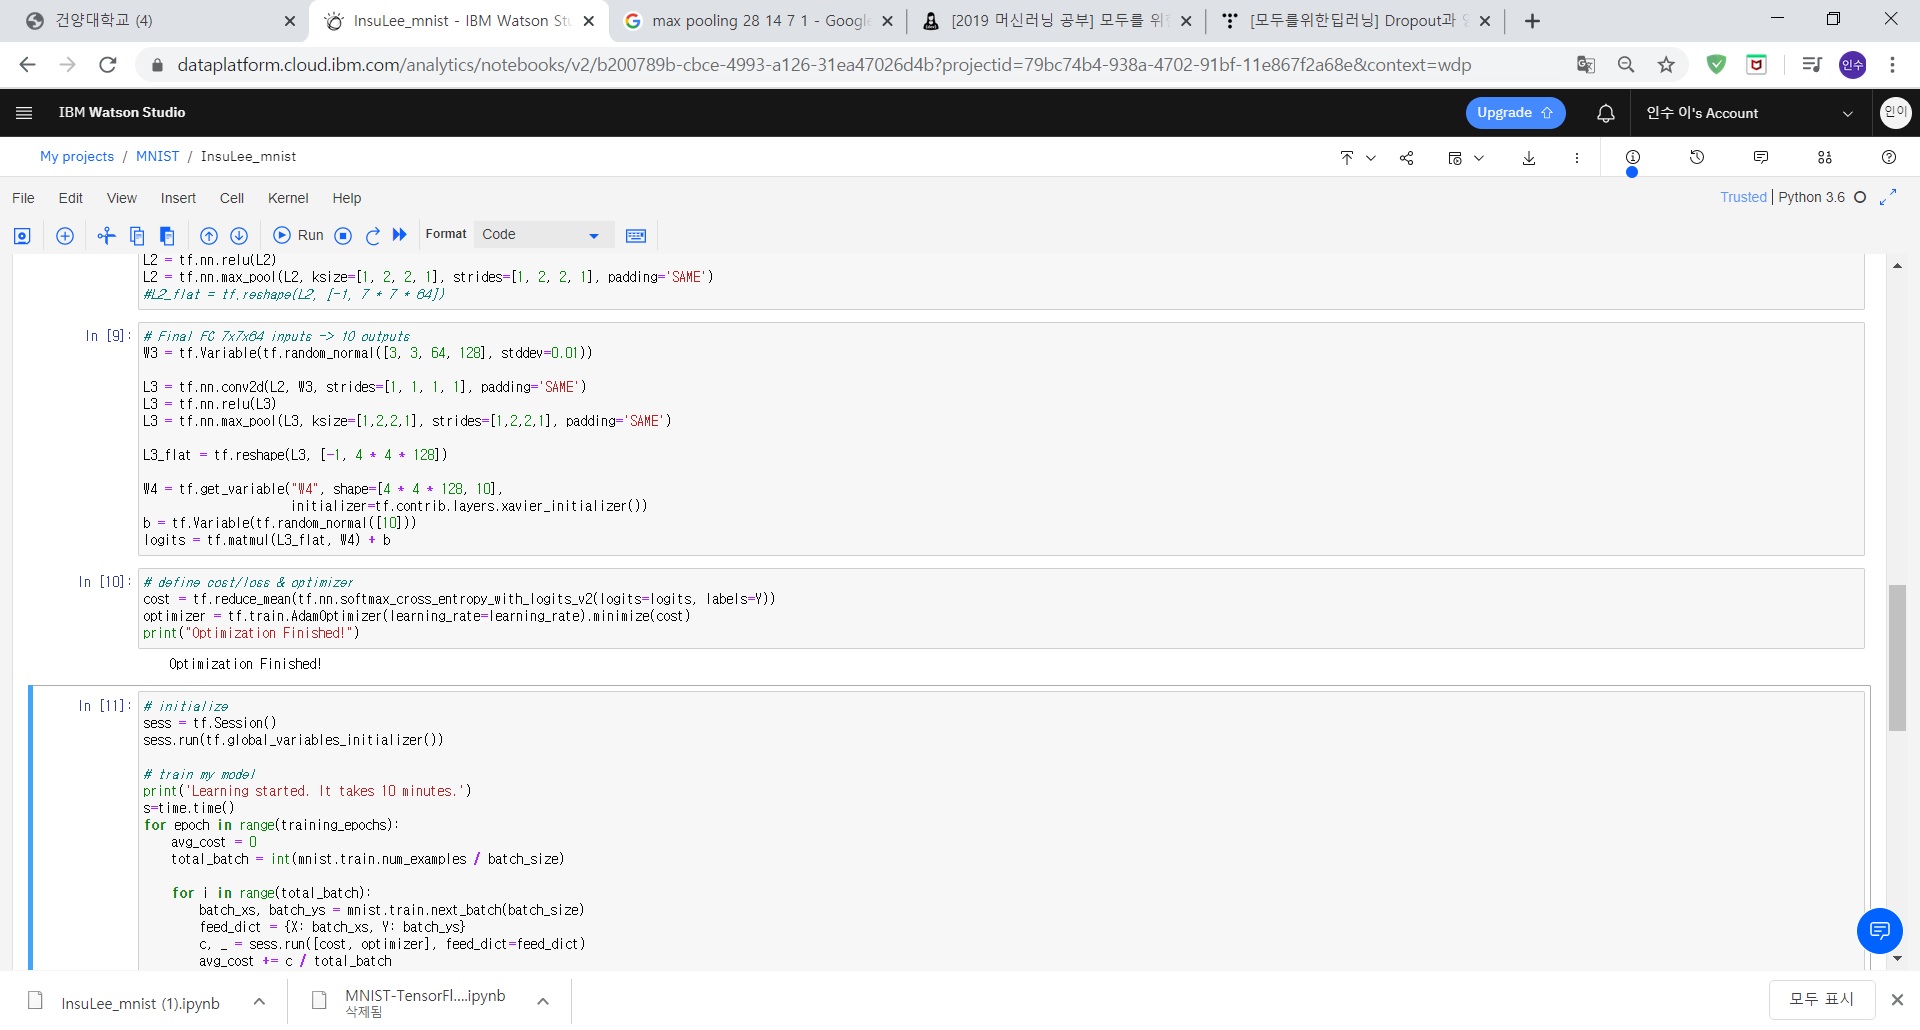 건양대학교 (4)
InsuLee_mnist - IBM Watson Stu
max pooling 28 14 7 1 - Google
[2019 머신러닝 공부] 모두를 위한
[모두를위한딥러닝] Dropout과
dataplatform.cloud.ibm.com/analytics/notebooks/v2/b200789b-cbce-4993-a126-31ea47026d4b?projectid=79bc74b4-938a-4702-91bf-11e867f2a68e&context=wdp
인수
IBM Watson Studio
Upgrade
인수 이's Account
인이
My projects / MNIST / InsuLee_mnist
File Edit View Insert Cell Kernel Help
Trusted | Python 3.6
Run
Format
Code
L2 = tf.nn.relu(L2)
L2 = tf.nn.max_pool(L2, ksize=[1, 2, 2, 1], strides=[1, 2, 2, 1], padding='SAME')
#L2_flat = tf.reshape(L2, [-1, 7 * 7 * 64])
In [9]:
# Final FC 7x7x64 inputs -> 10 outputs
W3 = tf.Variable(tf.random_normal([3, 3, 64, 128], stddev=0.01))
L3 = tf.nn.conv2d(L2, W3, strides=[1, 1, 1, 1], padding='SAME')
L3 = tf.nn.relu(L3)
L3 = tf.nn.max_pool(L3, ksize=[1,2,2,1], strides=[1,2,2,1], padding='SAME')
L3_flat = tf.reshape(L3, [-1, 4 * 4 * 128])
W4 = tf.get_variable("W4", shape=[4 * 4 * 128, 10],
initializer=tf.contrib.layers.xavier_initializer())
b = tf.Variable(tf.random_normal([10]))
logits = tf.matmul(L3_flat, W4) + b
In [10]:
# define cost/loss & optimizer
cost = tf.reduce_mean(tf.nn.softmax_cross_entropy_with_logits_v2(logits=logits, labels=Y))
optimizer = tf.train.AdamOptimizer(learning_rate=learning_rate).minimize(cost)
print("Optimization Finished!")
Optimization Finished!
In [11]:
# initialize
sess = tf.Session()
sess.run(tf.global_variables_initializer())
# train my model
print('Learning started. It takes 10 minutes.')
s=time.time()
for epoch in range(training_epochs):
avg_cost = 0
total_batch = int(mnist.train.num_examples / batch_size)
for i in range(total_batch):
batch_xs, batch_ys = mnist.train.next_batch(batch_size)
feed_dict = {X: batch_xs, Y: batch_ys}
c, _ = sess.run([cost, optimizer], feed_dict=feed_dict)
avg_cost += c / total_batch
InsuLee_mnist (1).ipynb
MNIST-TensorFl....ipynb
삭제됨
모두 표시